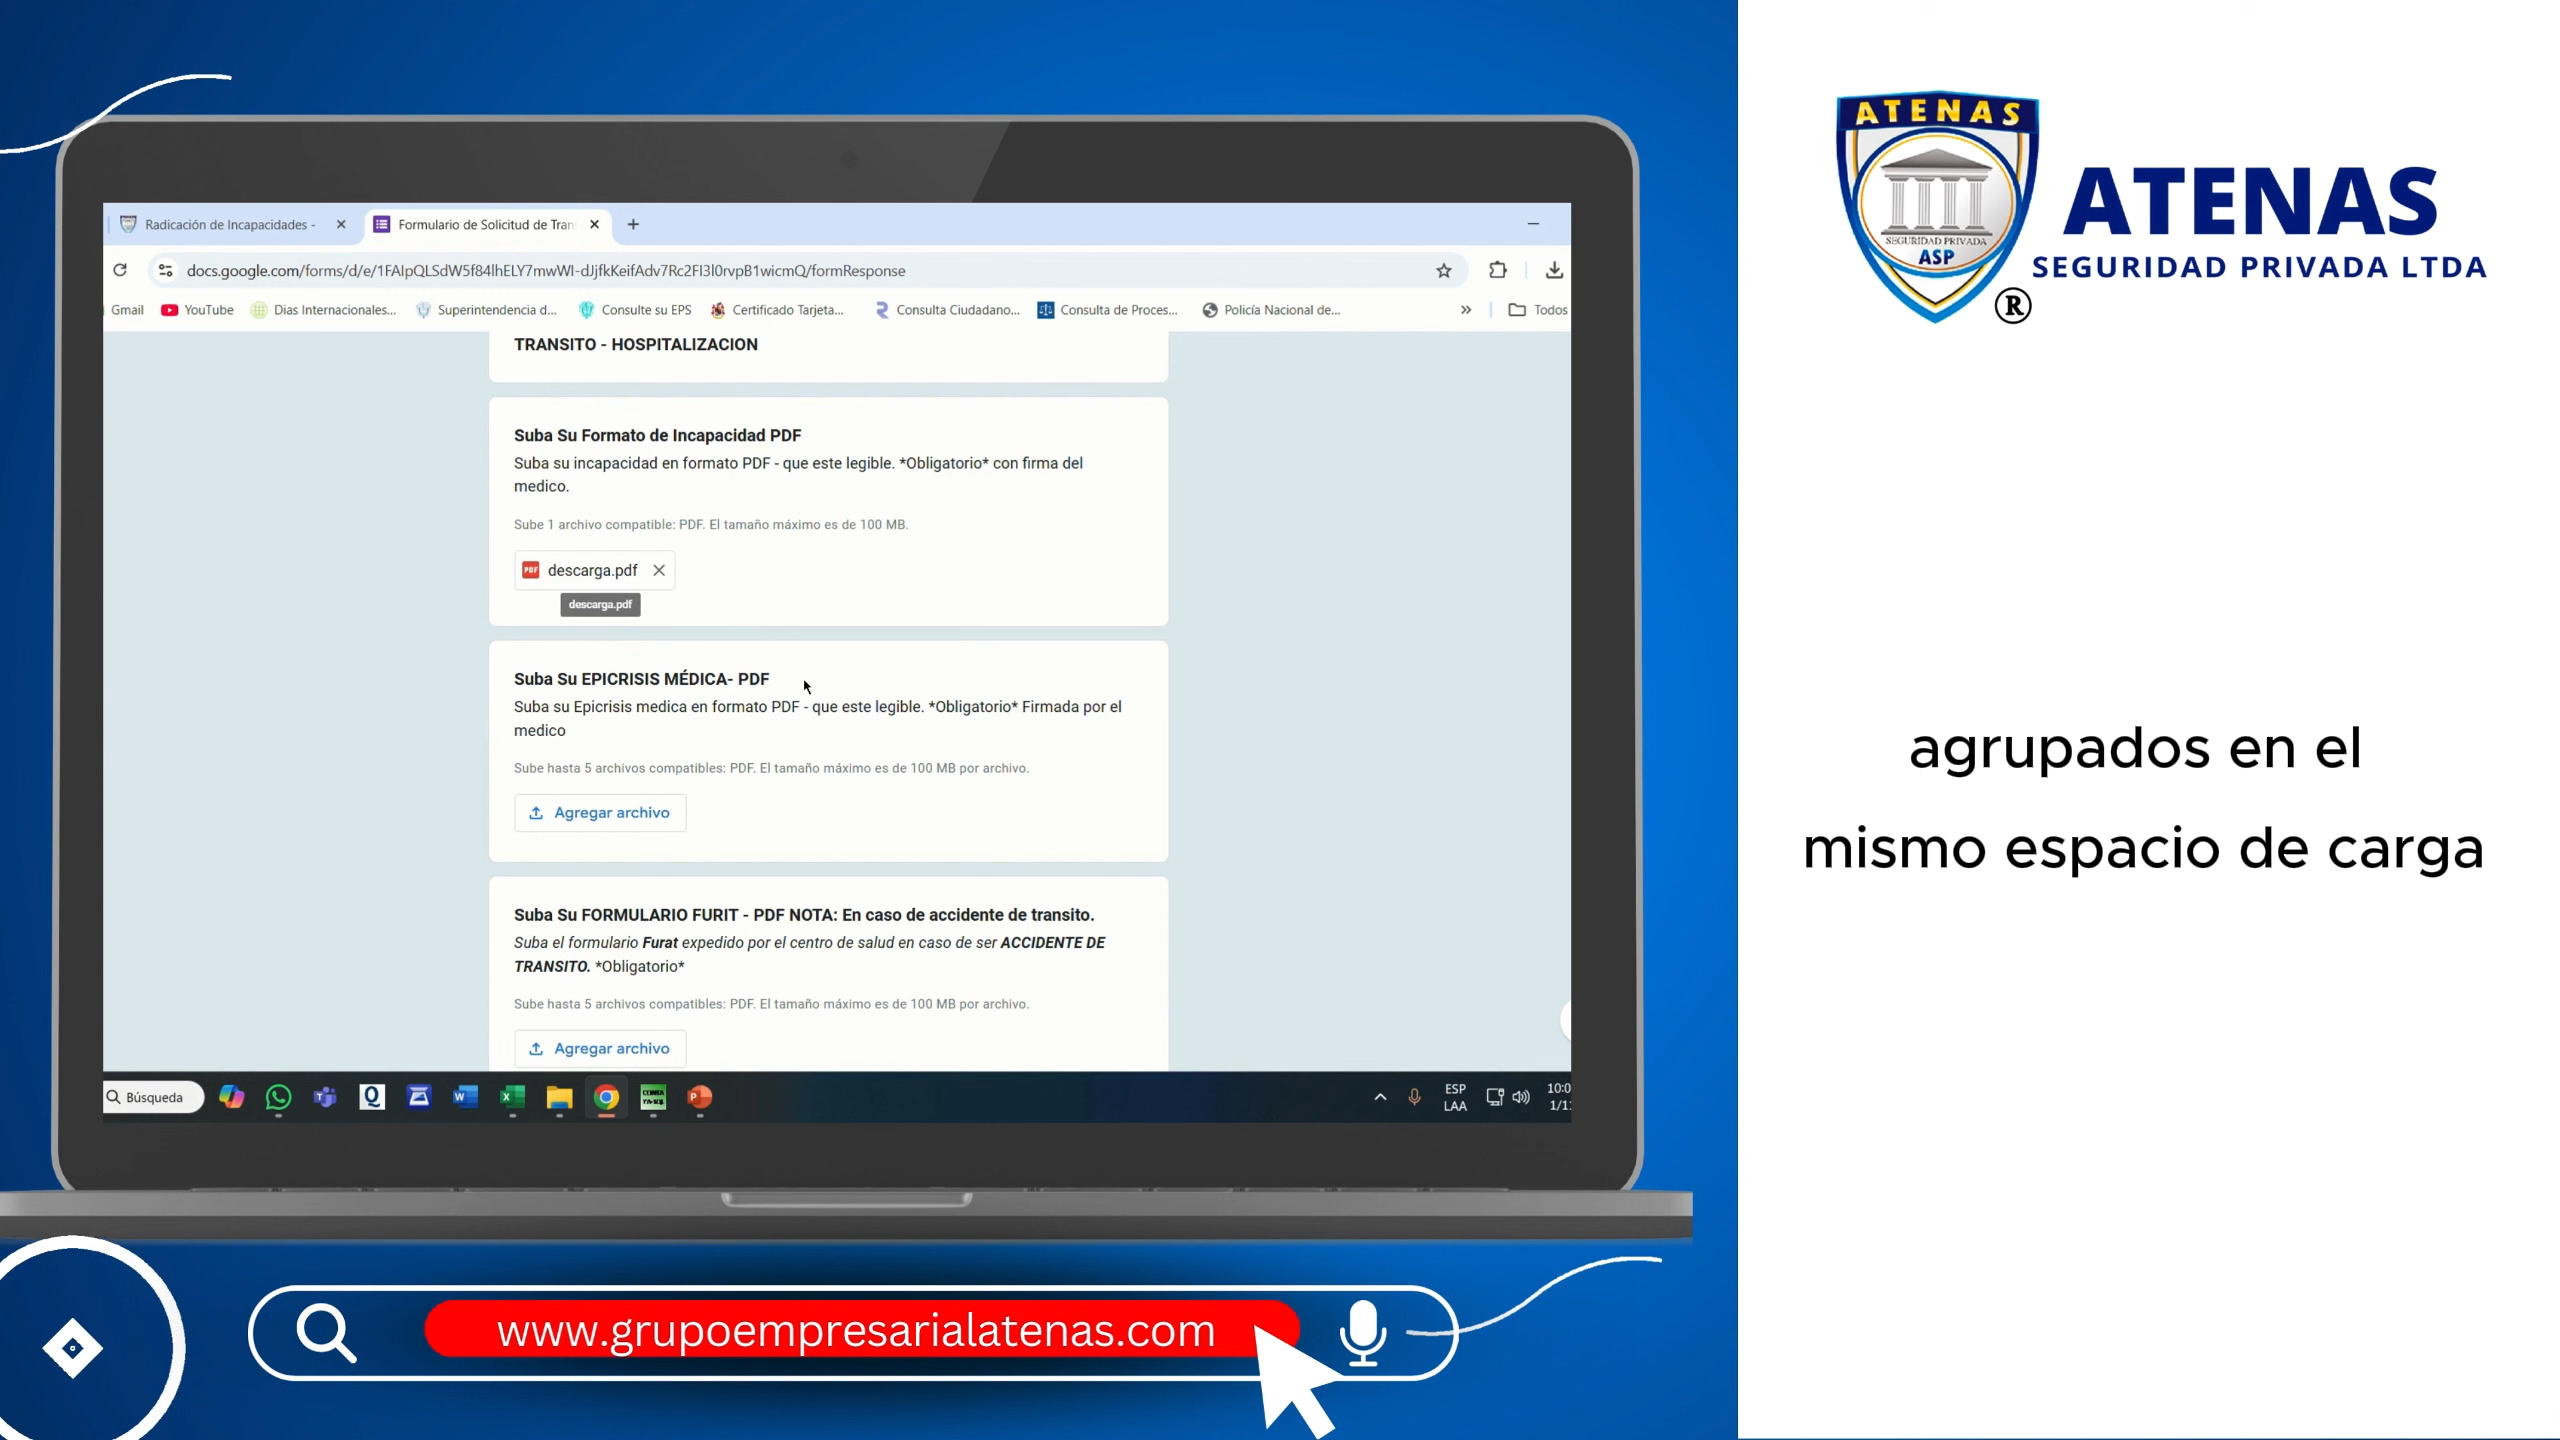 Radicación de Incapacidades -
Formulario de Solicitud de Tran
docs.google.com/forms/d/e/1FAIpQLSdW5f84lhELY7mwWI-dJjfkKeifAdv7Rc2FI3l0rvpB1wicmQ/formResponse
Gmail YouTube Dias Internacionales... Superintendencia d... Consulte su EPS Certificado Tarjeta... Consulta Ciudadano... Consulta de Proces... Policía Nacional de... » Todos
TRANSITO - HOSPITALIZACION
Suba Su Formato de Incapacidad PDF
Suba su incapacidad en formato PDF - que este legible. *Obligatorio* con firma del
medico.
Sube 1 archivo compatible: PDF. El tamaño máximo es de 100 MB.
PDF descarga.pdf
descarga.pdf
Suba Su EPICRISIS MÉDICA- PDF
Suba su Epicrisis medica en formato PDF - que este legible. *Obligatorio* Firmada por el
medico
Sube hasta 5 archivos compatibles: PDF. El tamaño máximo es de 100 MB por archivo.
Agregar archivo
Suba Su FORMULARIO FURIT - PDF NOTA: En caso de accidente de transito.
Suba el formulario Furat expedido por el centro de salud en caso de ser ACCIDENTE DE
TRANSITO. *Obligatorio*
Sube hasta 5 archivos compatibles: PDF. El tamaño máximo es de 100 MB por archivo.
Agregar archivo
Búsqueda
ESP
LAA
10:0
1/1
www.grupoempresarialatenas.com
ATENAS
SEGURIDAD PRIVADA
ASP
®
ATENAS
SEGURIDAD PRIVADA LTDA
agrupados en el
mismo espacio de carga